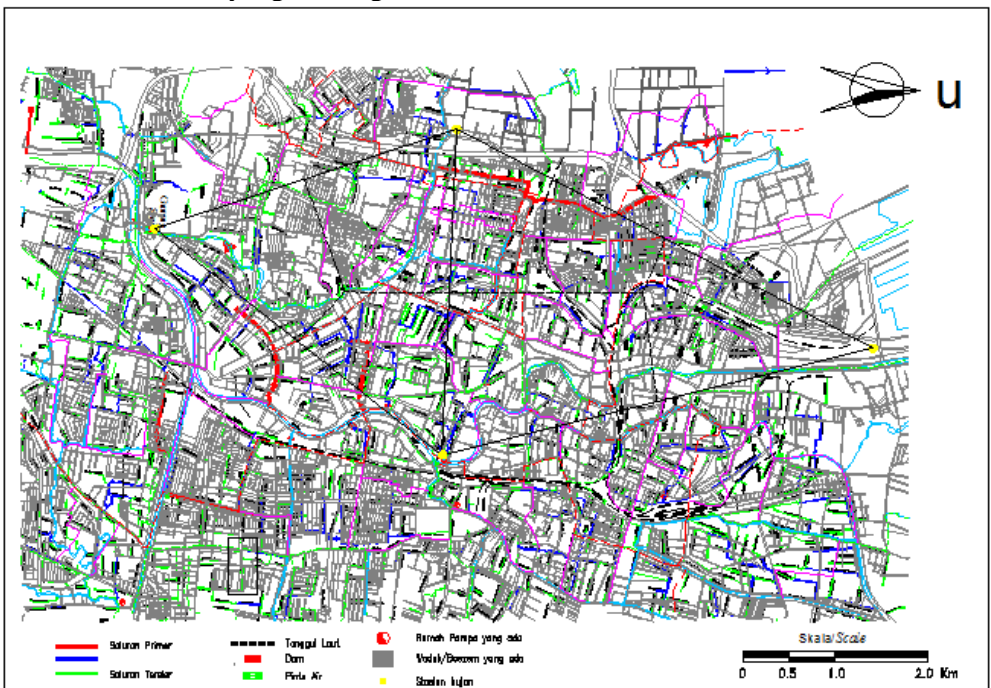 U
Saluran Primer
Saluran Tersier
Tanggul Laut
Dam
Pintu Air
Rumah Pompa yang ada
Waduk/Boezem yang ada
Stasiun hujan
Skala/Scale
0 0.5 1.0 2.0 Km